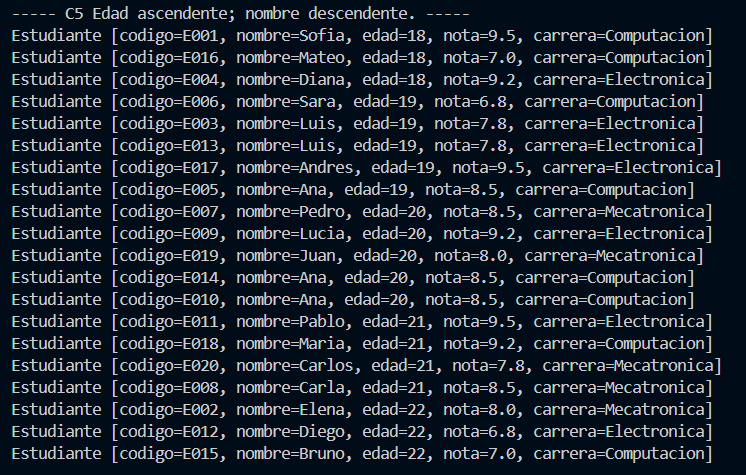 ----- C5 Edad ascendente; nombre descendente. -----
Estudiante [codigo=E001, nombre=Sofia, edad=18, nota=9.5, carrera=Computacion]
Estudiante [codigo=E016, nombre=Mateo, edad=18, nota=7.0, carrera=Computacion]
Estudiante [codigo=E004, nombre=Diana, edad=18, nota=9.2, carrera=Electronica]
Estudiante [codigo=E006, nombre=Sara, edad=19, nota=6.8, carrera=Computacion]
Estudiante [codigo=E003, nombre=Luis, edad=19, nota=7.8, carrera=Electronica]
Estudiante [codigo=E013, nombre=Luis, edad=19, nota=7.8, carrera=Electronica]
Estudiante [codigo=E017, nombre=Andres, edad=19, nota=9.5, carrera=Electronica]
Estudiante [codigo=E005, nombre=Ana, edad=19, nota=8.5, carrera=Computacion]
Estudiante [codigo=E007, nombre=Pedro, edad=20, nota=8.5, carrera=Mecatronica]
Estudiante [codigo=E009, nombre=Lucia, edad=20, nota=9.2, carrera=Electronica]
Estudiante [codigo=E019, nombre=Juan, edad=20, nota=8.0, carrera=Mecatronica]
Estudiante [codigo=E014, nombre=Ana, edad=20, nota=8.5, carrera=Computacion]
Estudiante [codigo=E010, nombre=Ana, edad=20, nota=8.5, carrera=Computacion]
Estudiante [codigo=E011, nombre=Pablo, edad=21, nota=9.5, carrera=Electronica]
Estudiante [codigo=E018, nombre=Maria, edad=21, nota=9.2, carrera=Computacion]
Estudiante [codigo=E020, nombre=Carlos, edad=21, nota=7.8, carrera=Mecatronica]
Estudiante [codigo=E008, nombre=Carla, edad=21, nota=8.5, carrera=Mecatronica]
Estudiante [codigo=E002, nombre=Elena, edad=22, nota=8.0, carrera=Mecatronica]
Estudiante [codigo=E012, nombre=Diego, edad=22, nota=6.8, carrera=Electronica]
Estudiante [codigo=E015, nombre=Bruno, edad=22, nota=7.0, carrera=Computacion]